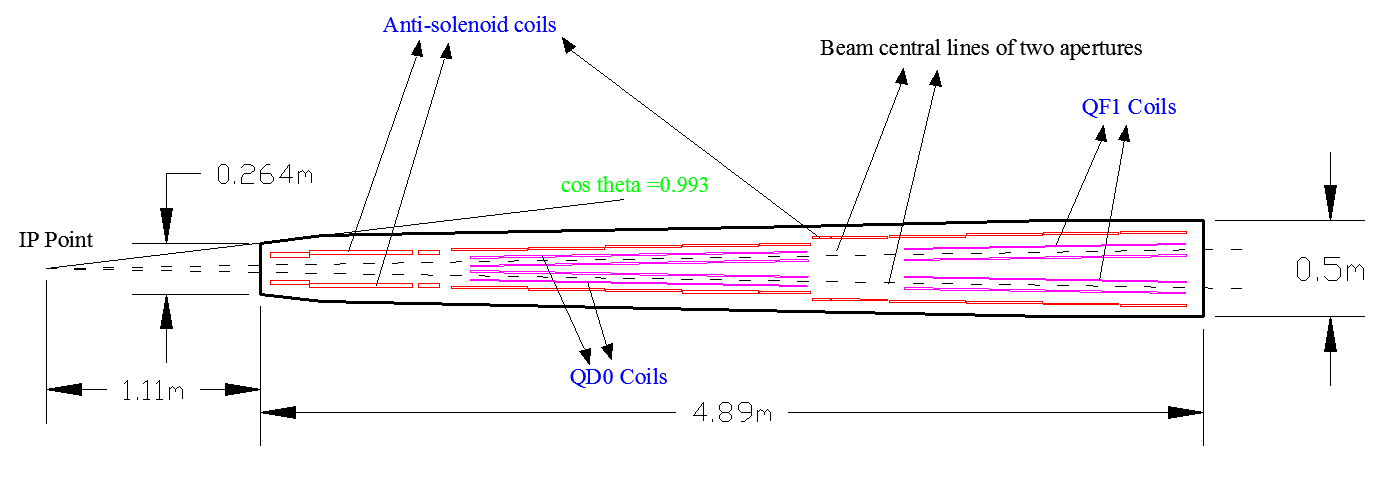 Anti-solenoid coils
Beam central lines of two apertures
QF1 Coils
0.264m
cos theta =0.993
IP Point
0.5m
QD0 Coils
1.11m
4.89m